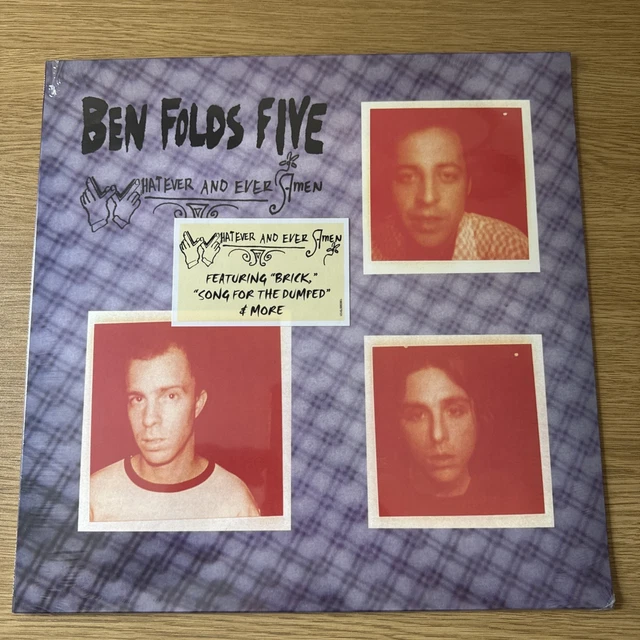 BEN FOLDS FIVE
WHATEVER AND EVER AMEN
WHATEVER AND EVER AMEN
FEATURING "BRICK,"
"SONG FOR THE DUMPED"
& MORE